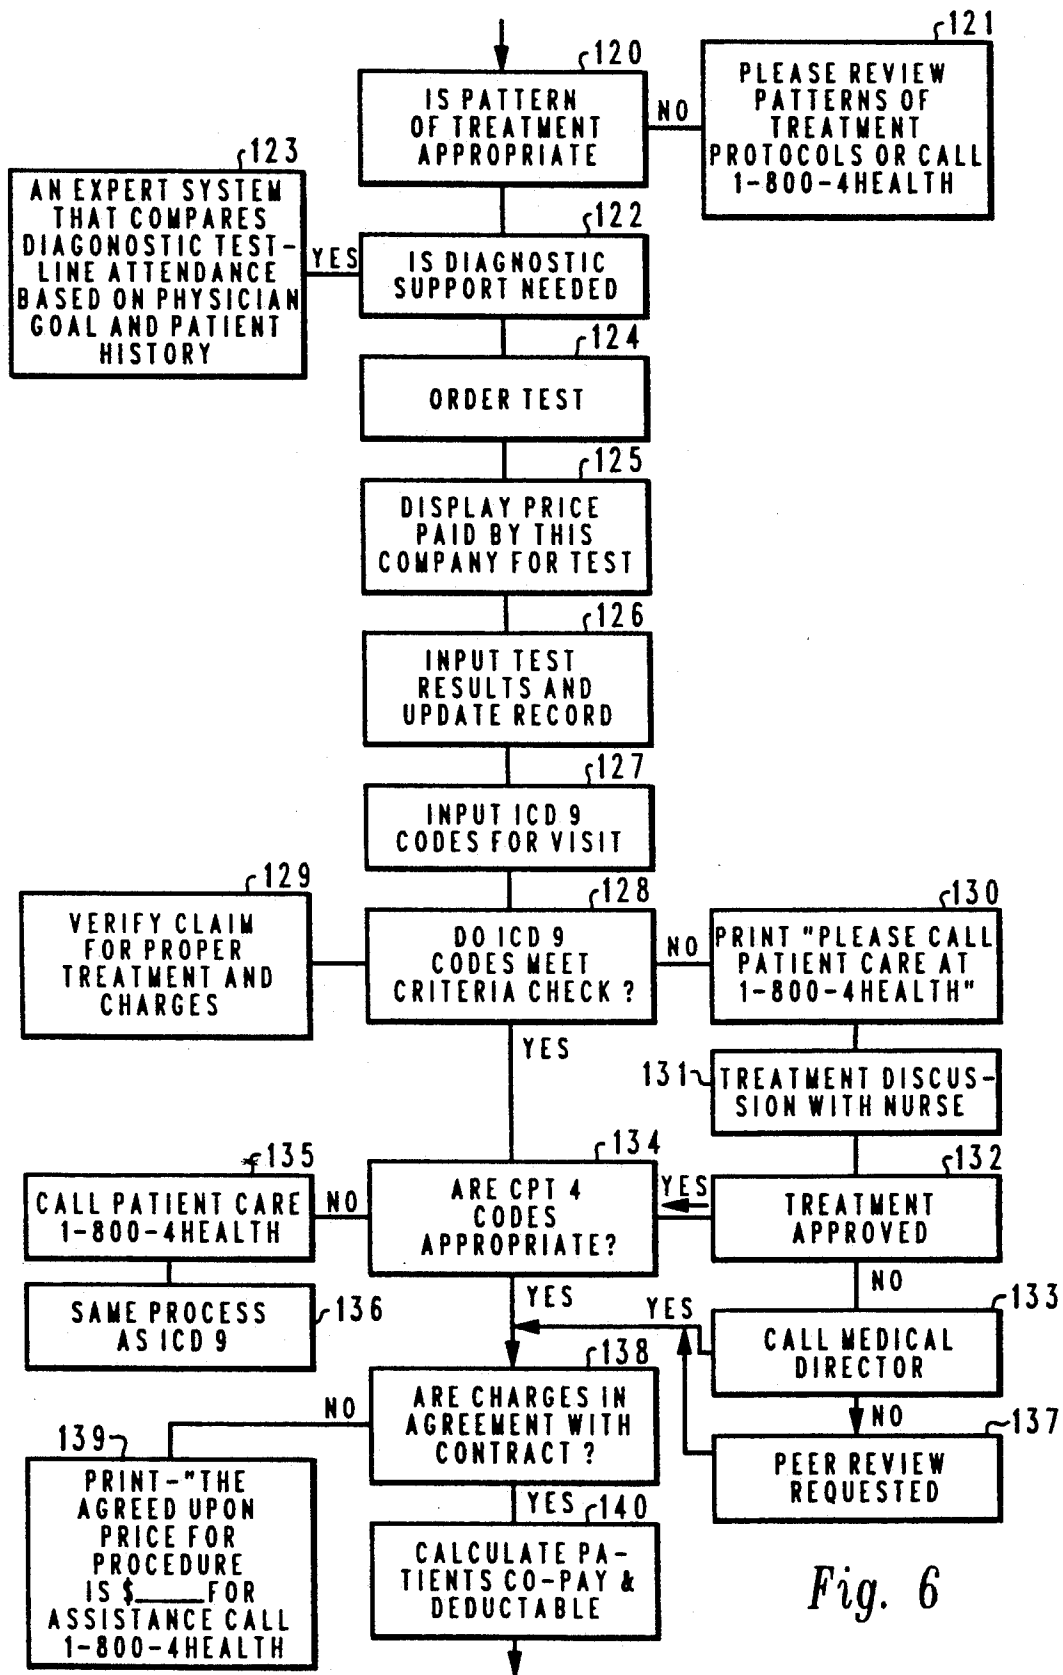 120
IS PATTERN
OF TREATMENT
APPROPRIATE
NO
121
PLEASE REVIEW
PATTERNS OF
TREATMENT
PROTOCOLS OR CALL
1-800-4HEALTH
123
AN EXPERT SYSTEM
THAT COMPARES
DIAGONOSTIC TEST-
LINE ATTENDANCE
BASED ON PHYSICIAN
GOAL AND PATIENT
HISTORY
YES
122
IS DIAGNOSTIC
SUPPORT NEEDED
124
ORDER TEST
125
DISPLAY PRICE
PAID BY THIS
COMPANY FOR TEST
126
INPUT TEST
RESULTS AND
UPDATE RECORD
127
INPUT ICD 9
CODES FOR VISIT
129
VERIFY CLAIM
FOR PROPER
TREATMENT AND
CHARGES
128
DO ICD 9
CODES MEET
CRITERIA CHECK ?
NO
YES
130
PRINT "PLEASE CALL
PATIENT CARE AT
1-800-4HEALTH"
131
TREATMENT DISCUS-
SION WITH NURSE
135
CALL PATIENT CARE
1-800-4HEALTH
NO
134
ARE CPT 4
CODES
APPROPRIATE?
YES
132
TREATMENT
APPROVED
NO
136
SAME PROCESS
AS ICD 9
YES
YES
133
CALL MEDICAL
DIRECTOR
NO
138
ARE CHARGES IN
AGREEMENT WITH
CONTRACT ?
NO
137
PEER REVIEW
REQUESTED
139
PRINT-"THE
AGREED UPON
PRICE FOR
PROCEDURE
IS $_____FOR
ASSISTANCE CALL
1-800-4HEALTH
YES
140
CALCULATE PA-
TIENTS CO-PAY &
DEDUCTABLE
Fig. 6